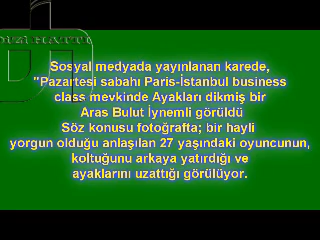 Sosyal medyada yayınlanan karede,
"Pazartesi sabahı Paris-İstanbul business
class mevkinde Ayakları dikmiş bir
Aras Bulut İynemli görüldü
Söz konusu fotoğrafta; bir hayli
yorgun olduğu anlaşılan 27 yaşındaki oyuncunun,
koltuğunu arkaya yatırdığı ve
ayaklarını uzattığı görülüyor.